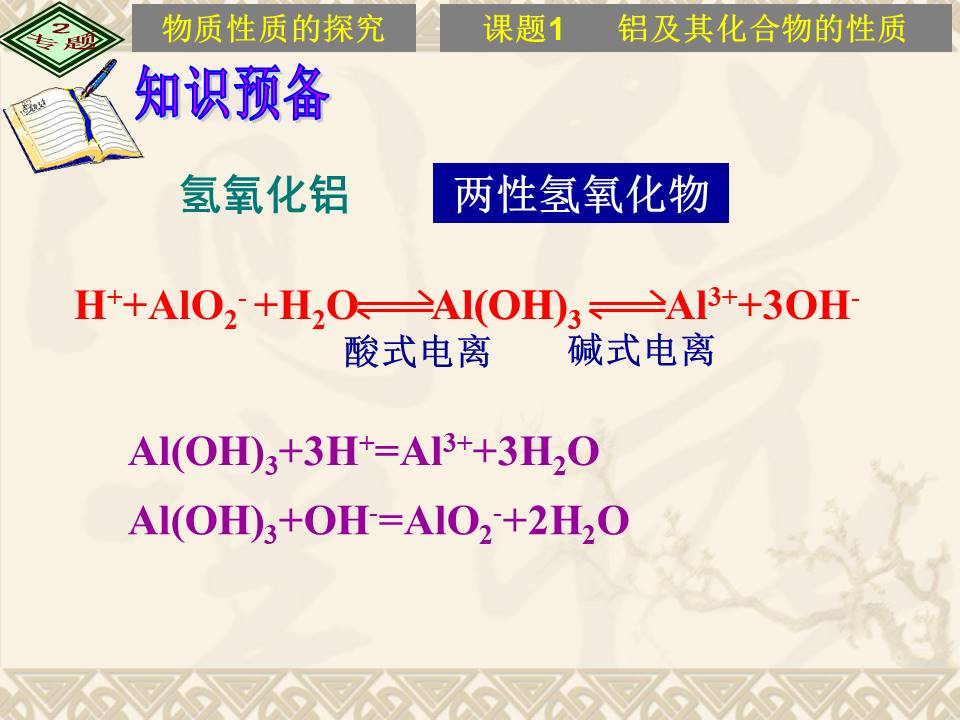 2
专题
物质性质的探究
课题1 铝及其化合物的性质
知识预备
氢氧化铝 两性氢氧化物
H⁺+AlO₂⁻+H₂O⇌Al(OH)₃⇌Al³⁺+3OH⁻
酸式电离 碱式电离
Al(OH)₃+3H⁺=Al³⁺+3H₂O
Al(OH)₃+OH⁻=AlO₂⁻+2H₂O